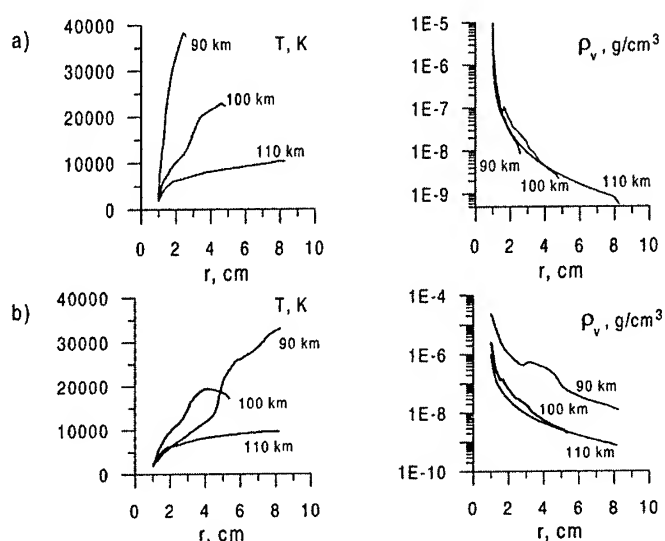 a)
40000
30000
20000
10000
0
T, K
90 km
100 km
110 km
0 2 4 6 8 10
r, cm
1E-5
1E-6
1E-7
1E-8
1E-9
ρv , g/cm3
90 km
100 km
110 km
0 2 4 6 8 10
r, cm
b)
40000
30000
20000
10000
0
T, K
90 km
100 km
110 km
0 2 4 6 8 10
r, cm
1E-4
1E-6
1E-8
1E-10
ρv , g/cm3
90 km
100 km
110 km
0 2 4 6 8 10
r, cm